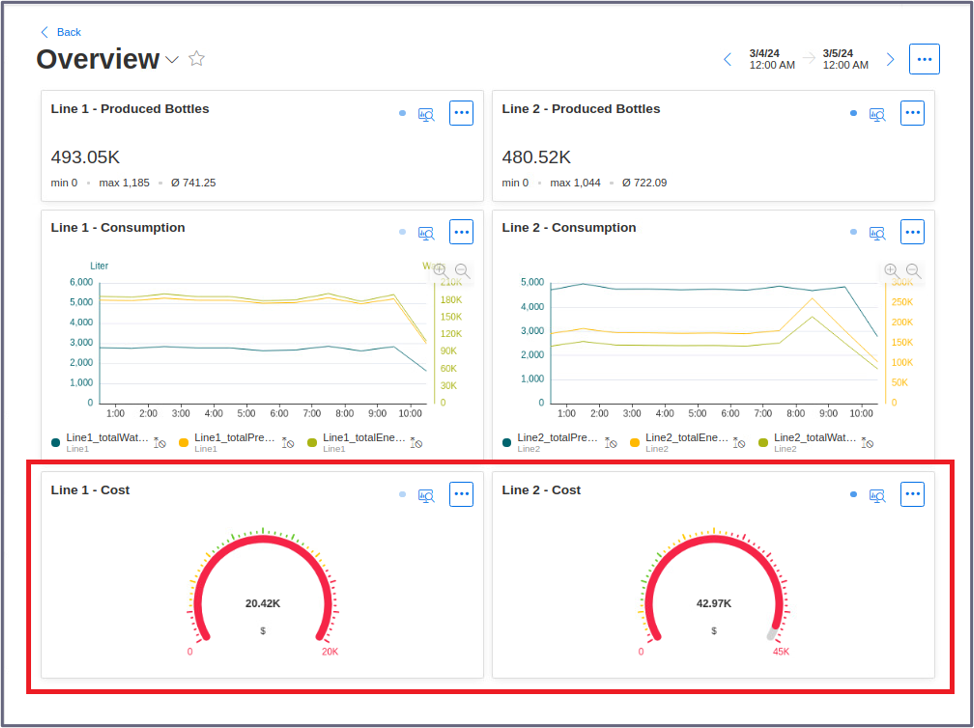 Back
Overview
3/4/24 3/5/24
12:00 AM 12:00 AM
Line 1 - Produced Bottles
493.05K
min 0 max 1,185 Ø 741.25
Line 2 - Produced Bottles
480.52K
min 0 max 1,044 Ø 722.09
Line 1 - Consumption
Liter
6,000
5,000
4,000
3,000
2,000
1,000
0
180K
150K
120K
90K
60K
30K
0
1:00 2:00 3:00 4:00 5:00 6:00 7:00 8:00 9:00 10:00
Line1_totalWat... Line1_totalPre... Line1_totalEne...
Line1 Line1 Line1
Line 2 - Consumption
5,000
4,000
3,000
2,000
1,000
0
300K
250K
200K
150K
100K
50K
0
1:00 2:00 3:00 4:00 5:00 6:00 7:00 8:00 9:00 10:00
Line2_totalPre... Line2_totalEne... Line2_totalWat...
Line2 Line2 Line2
Line 1 - Cost
20.42K
$
0 20K
Line 2 - Cost
42.97K
$
0 45K